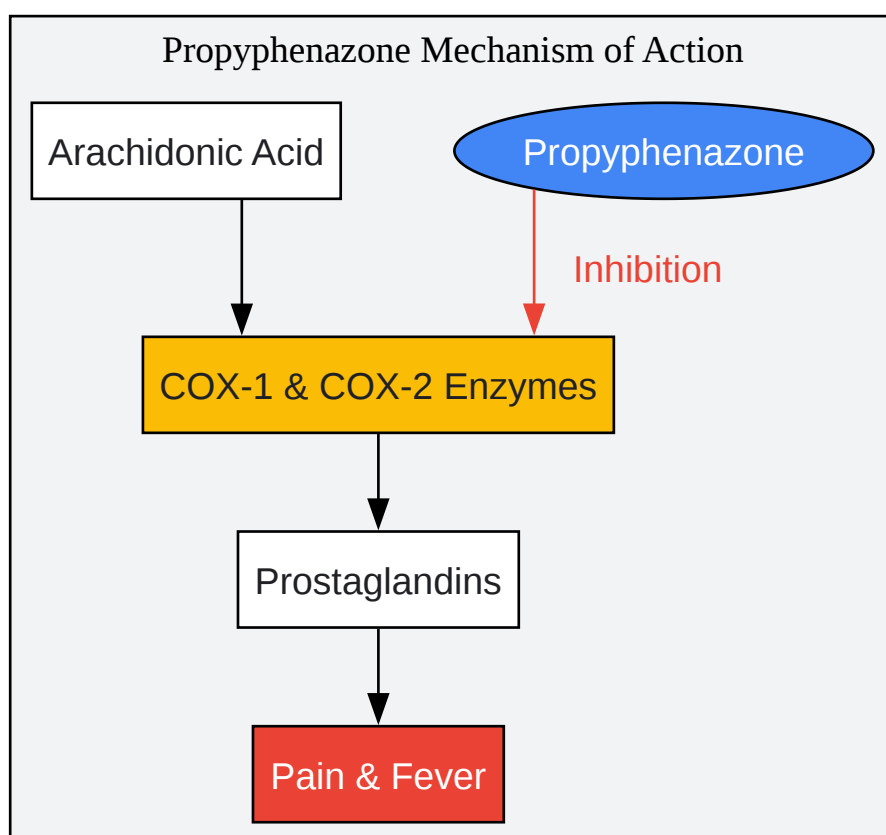 Propyphenazone Mechanism of Action
Arachidonic Acid
Propyphenazone
Inhibition
COX-1 & COX-2 Enzymes
Prostaglandins
Pain & Fever